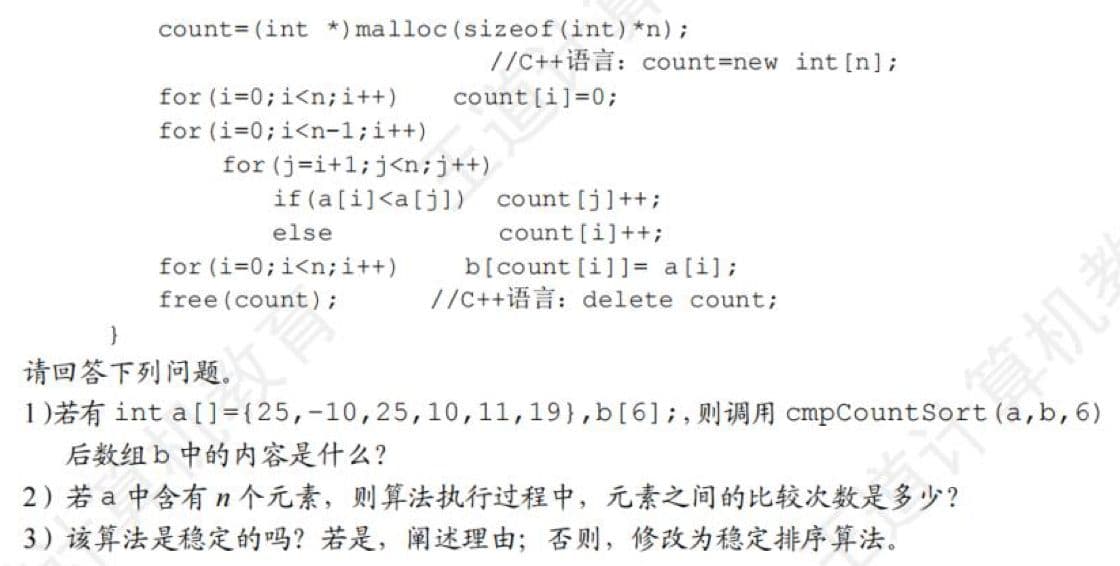 count=(int *)malloc(sizeof(int)*n);
//C++语言：count=new int[n];
for(i=0;i<n;i++) count[i]=0;
for(i=0;i<n-1;i++)
for(j=i+1;j<n;j++)
if(a[i]<a[j]) count[j]++;
else count[i]++;
for(i=0;i<n;i++) b[count[i]]= a[i];
free(count); //C++语言：delete count;
}
请回答下列问题。
1)若有 int a[]={25,-10,25,10,11,19},b[6];,则调用 cmpCountSort(a,b,6)
后数组 b 中的内容是什么？
2）若 a 中含有 n 个元素，则算法执行过程中，元素之间的比较次数是多少？
3）该算法是稳定的吗？若是，阐述理由；否则，修改为稳定排序算法。